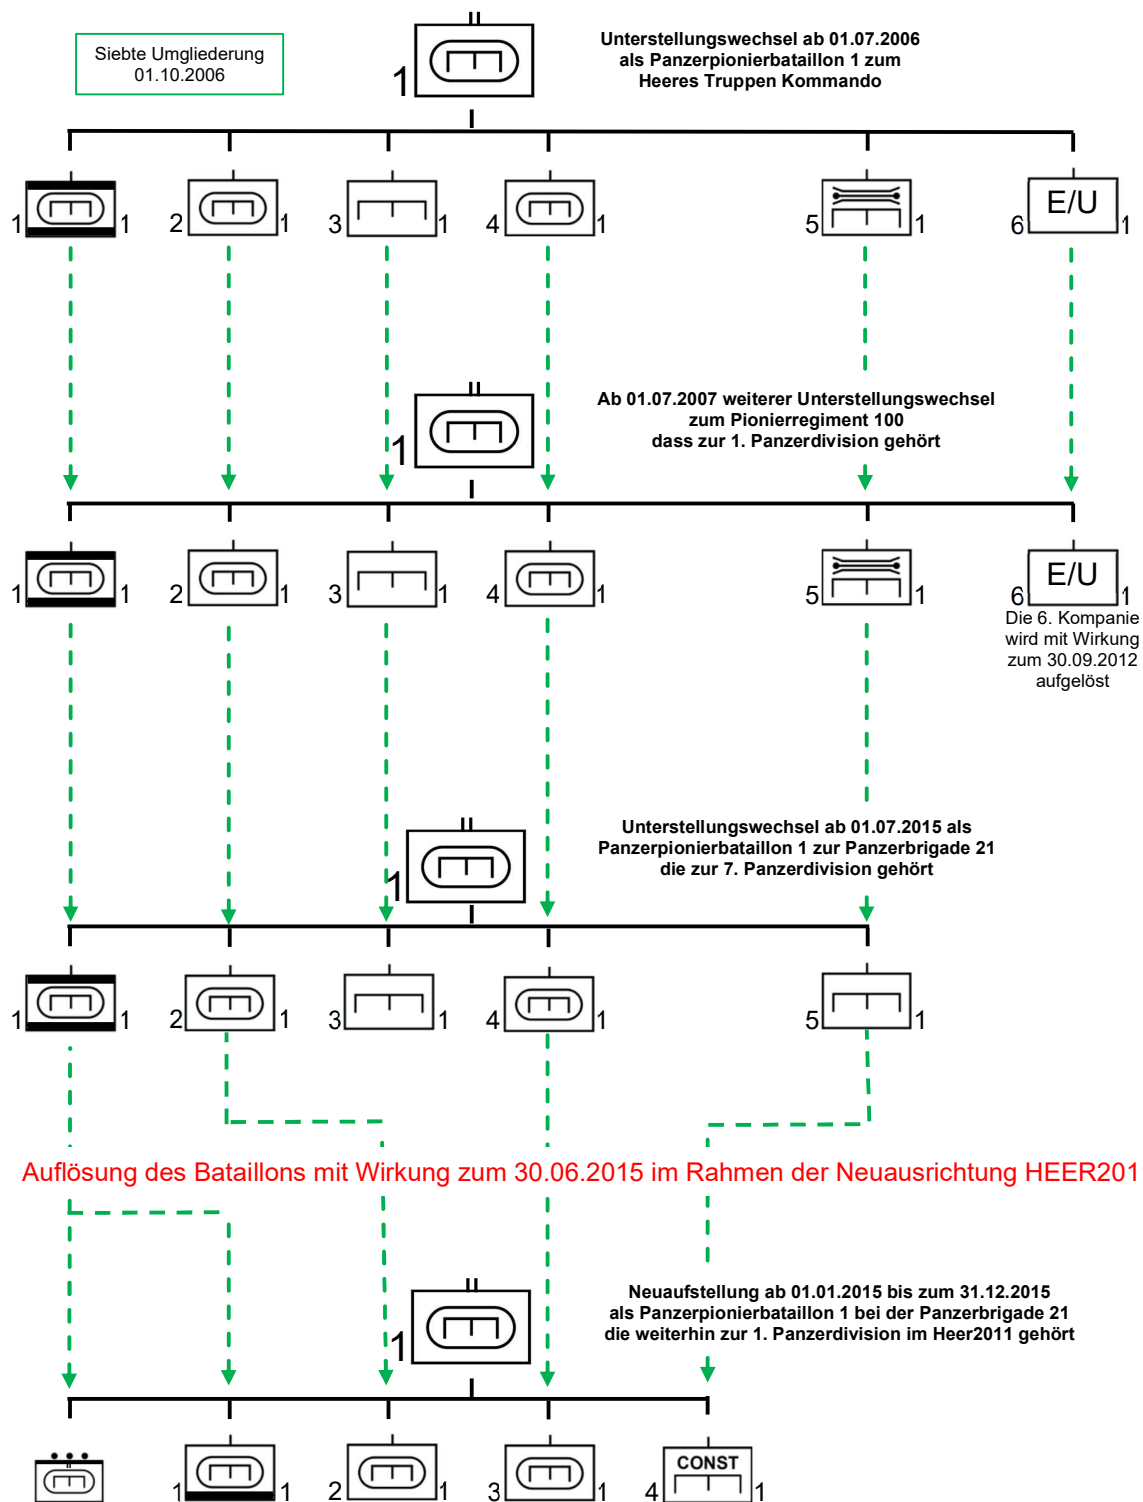 Siebte Umgliederung
01.10.2006
Unterstellungswechsel ab 01.07.2006
als Panzerpionierbataillon 1 zum
Heeres Truppen Kommando
1
1 1 2 1 3 1 4 1 5 1 E/U 6 1
Ab 01.07.2007 weiterer Unterstellungswechsel
zum Pionierregiment 100
dass zur 1. Panzerdivision gehört
1
1 1 2 1 3 1 4 1 5 1 E/U 6 1
Die 6. Kompanie
wird mit Wirkung
zum 30.09.2012
aufgelöst
Unterstellungswechsel ab 01.07.2015 als
Panzerpionierbataillon 1 zur Panzerbrigade 21
die zur 7. Panzerdivision gehört
1
1 1 2 1 3 1 4 1 5 1
Auflösung des Bataillons mit Wirkung zum 30.06.2015 im Rahmen der Neuausrichtung HEER201
Neuaufstellung ab 01.01.2015 bis zum 31.12.2015
als Panzerpionierbataillon 1 bei der Panzerbrigade 21
die weiterhin zur 1. Panzerdivision im Heer2011 gehört
1
1 1 2 1 3 1 CONST 4 1